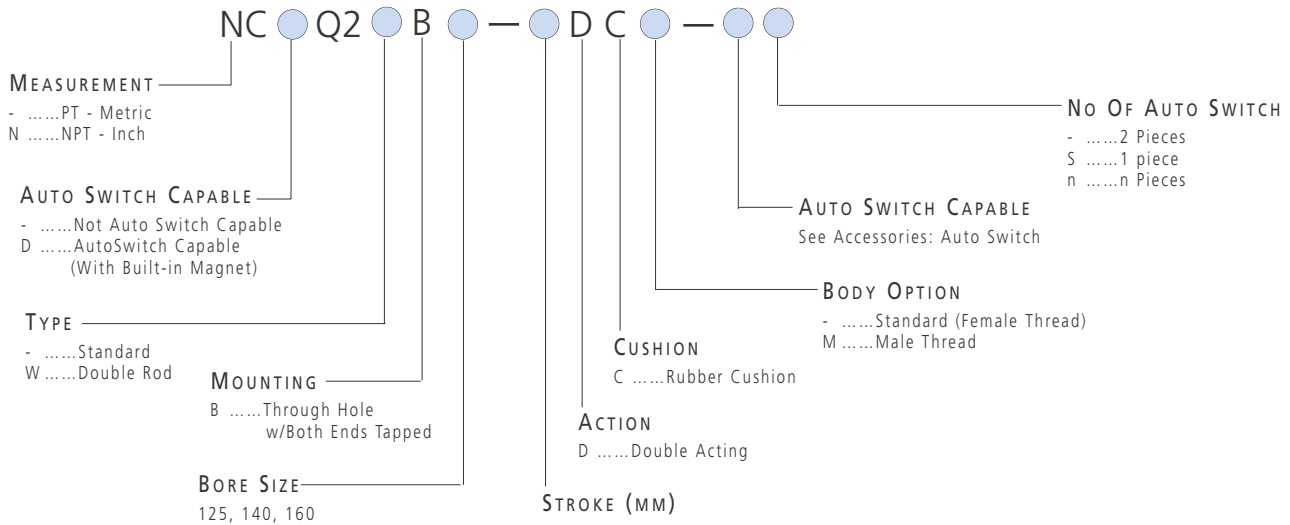 NC Q2 B — D C —
MEASUREMENT
- ......PT - Metric
N ......NPT - Inch
AUTO SWITCH CAPABLE
- ......Not Auto Switch Capable
D ......AutoSwitch Capable
(With Built-in Magnet)
TYPE
- ......Standard
W ......Double Rod
MOUNTING
B ......Through Hole
w/Both Ends Tapped
BORE SIZE
125, 140, 160
STROKE (MM)
ACTION
D ......Double Acting
CUSHION
C ......Rubber Cushion
BODY OPTION
- ......Standard (Female Thread)
M ......Male Thread
AUTO SWITCH CAPABLE
See Accessories: Auto Switch
NO OF AUTO SWITCH
- ......2 Pieces
S ......1 piece
n ......n Pieces